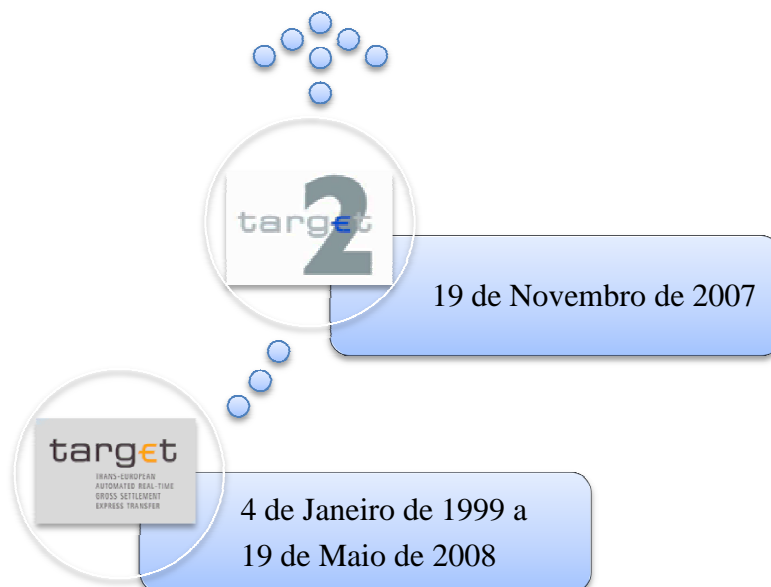 2
target
19 de Novembro de 2007
target
TRANS-EUROPEAN
AUTOMATED REAL-TIME
GROSS SETTLEMENT
EXPRESS TRANSFER
4 de Janeiro de 1999 a
19 de Maio de 2008